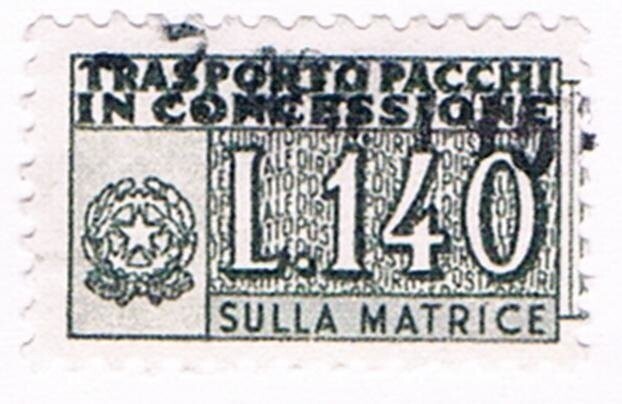 TRASPORTO PACCHI
IN CONCESSIONE
L.140
SULLA MATRICE